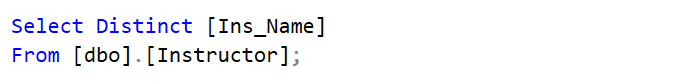 Select Distinct [Ins_Name]
From [dbo].[Instructor];